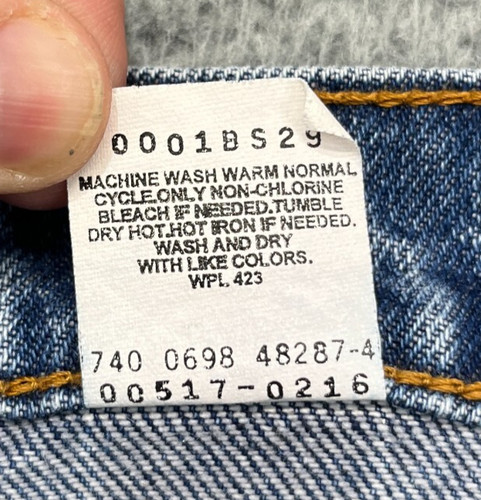 0001BS29
MACHINE WASH WARM NORMAL
CYCLE.ONLY NON-CHLORINE
BLEACH IF NEEDED.TUMBLE
DRY HOT.HOT IRON IF NEEDED.
WASH AND DRY
WITH LIKE COLORS.
WPL 423
740 0698 48287-4
00517-0216